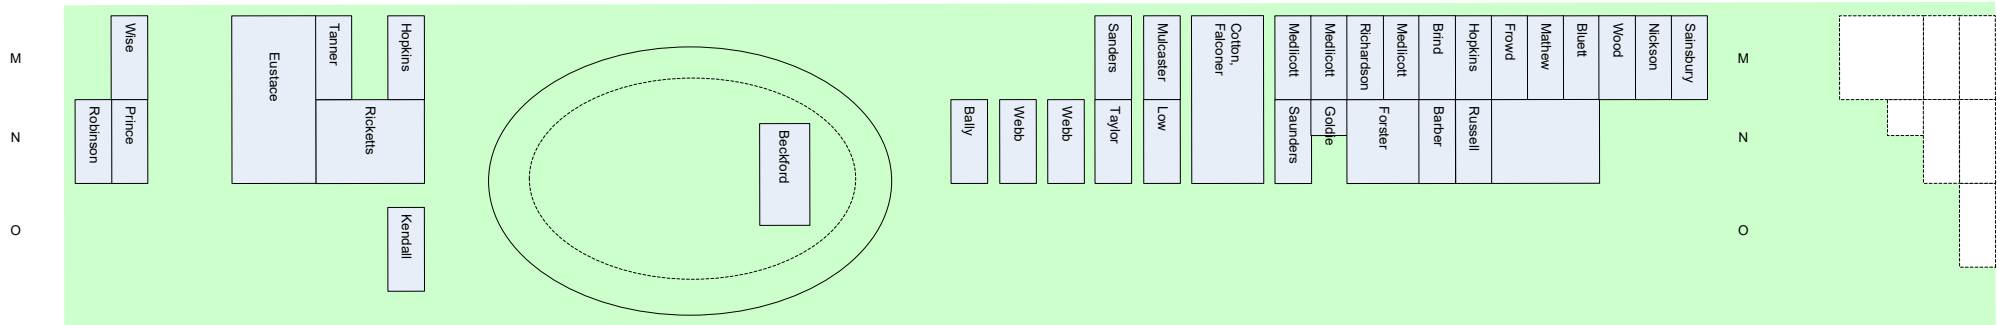 M
Wise
Eustace
Tanner
Hopkins
Sanders
Mulcaster
Cotton,
Falconer
Medlicott
Medlicott
Richardson
Medlicott
Brind
Hopkins
Frowd
Mathew
Bluett
Wood
Nickson
Sainsbury
M
N
Robinson
Prince
Ricketts
Beckford
Bally
Webb
Webb
Taylor
Low
Saunders
Goldie
Forster
Barber
Russell
N
O
Kendall
O